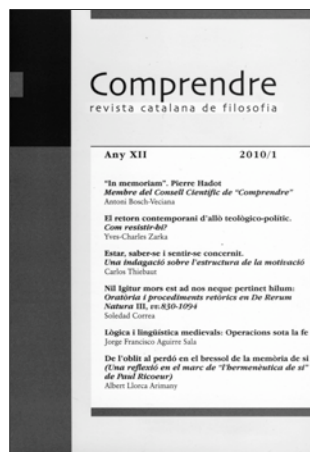 Comprendre
revista catalana de filosofia
Any XII 2010/1
“In memoriam”. Pierre Hadot
Membre del Consell Científic de “Comprendre”
Antoni Bosch-Veciana
El retorn contemporani d’allò teològico-polític.
Com resistir-hi?
Yves-Charles Zarka
Estar, saber-se i sentir-se concernit.
Una indagació sobre l’estructura de la motivació
Carlos Thiebaut
Nil Igitur mors est ad nos neque pertinet hilum:
Oratòria i procediments retòrics en De Rerum
Natura III, vv.830-1094
Soledad Correa
Lògica i lingüística medievals: Operacions sota la fe
Jorge Francisco Aguirre Sala
De l’oblit al perdó en el bressol de la memòria de si
(Una reflexió en el marc de “l’hermenèutica de si”
de Paul Ricoeur)
Albert Llorca Arimany